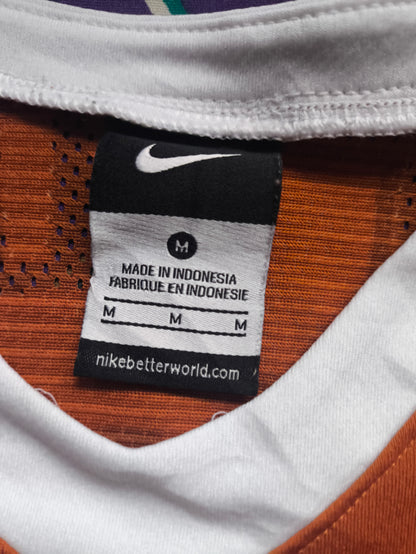 M
MADE IN INDONESIA
FABRIQUE EN INDONESIE
M M M
nikebetterworld.com